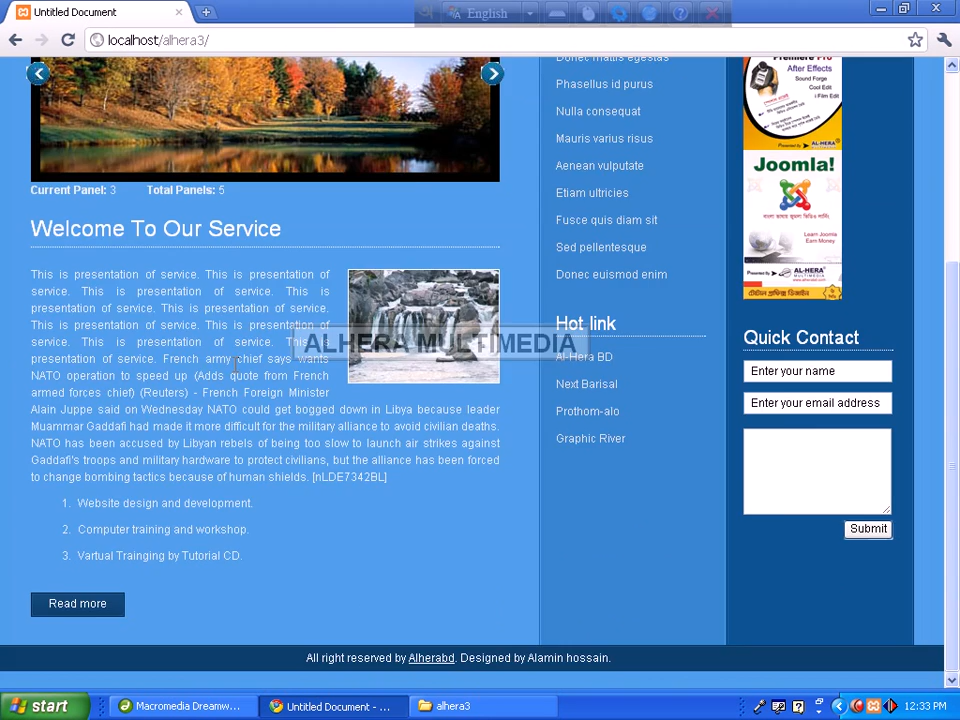 Untitled Document
English
localhost/alhera3/
Current Panel: 3 Total Panels: 5
Welcome To Our Service
This is presentation of service. This is presentation of
service. This is presentation of service. This is
presentation of service. This is presentation of service.
This is presentation of service. This is presentation of
service. This is presentation of service. This is
presentation of service. French army chief says wants
NATO operation to speed up (Adds quote from French
armed forces chief) (Reuters) - French Foreign Minister
Alain Juppe said on Wednesday NATO could get bogged down in Libya because leader
Muammar Gaddafi had made it more difficult for the military alliance to avoid civilian deaths.
NATO has been accused by Libyan rebels of being too slow to launch air strikes against
Gaddafi's troops and military hardware to protect civilians, but the alliance has been forced
to change bombing tactics because of human shields. [nLDE7342BL]
1. Website design and development.
2. Computer training and workshop.
3. Vartual Trainging by Tutorial CD.
Read more
Donec mattis egestas
Phasellus id purus
Nulla consequat
Mauris varius risus
Aenean vulputate
Etiam ultricies
Fusce quis diam sit
Sed pellentesque
Donec euismod enim
Hot link
Al-Hera BD
Next Barisal
Prothom-alo
Graphic River
ALHERA MULTIMEDIA
Premiere Pro
After Effects
Sound Forge
Cool Edit
i-Film Edit
Presented by AL-HERA
Joomla!
Learn Joomla
Earn Money
Presented by AL-HERA
Quick Contact
Enter your name
Enter your email address
Submit
All right reserved by Alherabd. Designed by Alamin hossain.
start
Macromedia Dreamw...
Untitled Document - ...
alhera3
12:33 PM